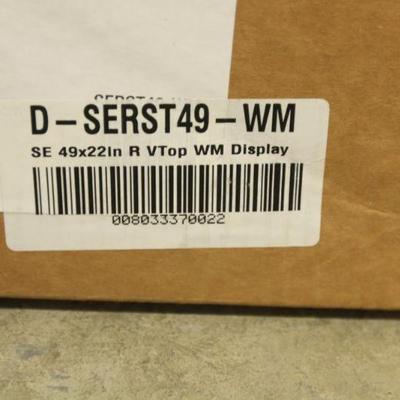 D-SERST49-WM
SE 49x22In R VTop WM Display
008033370022